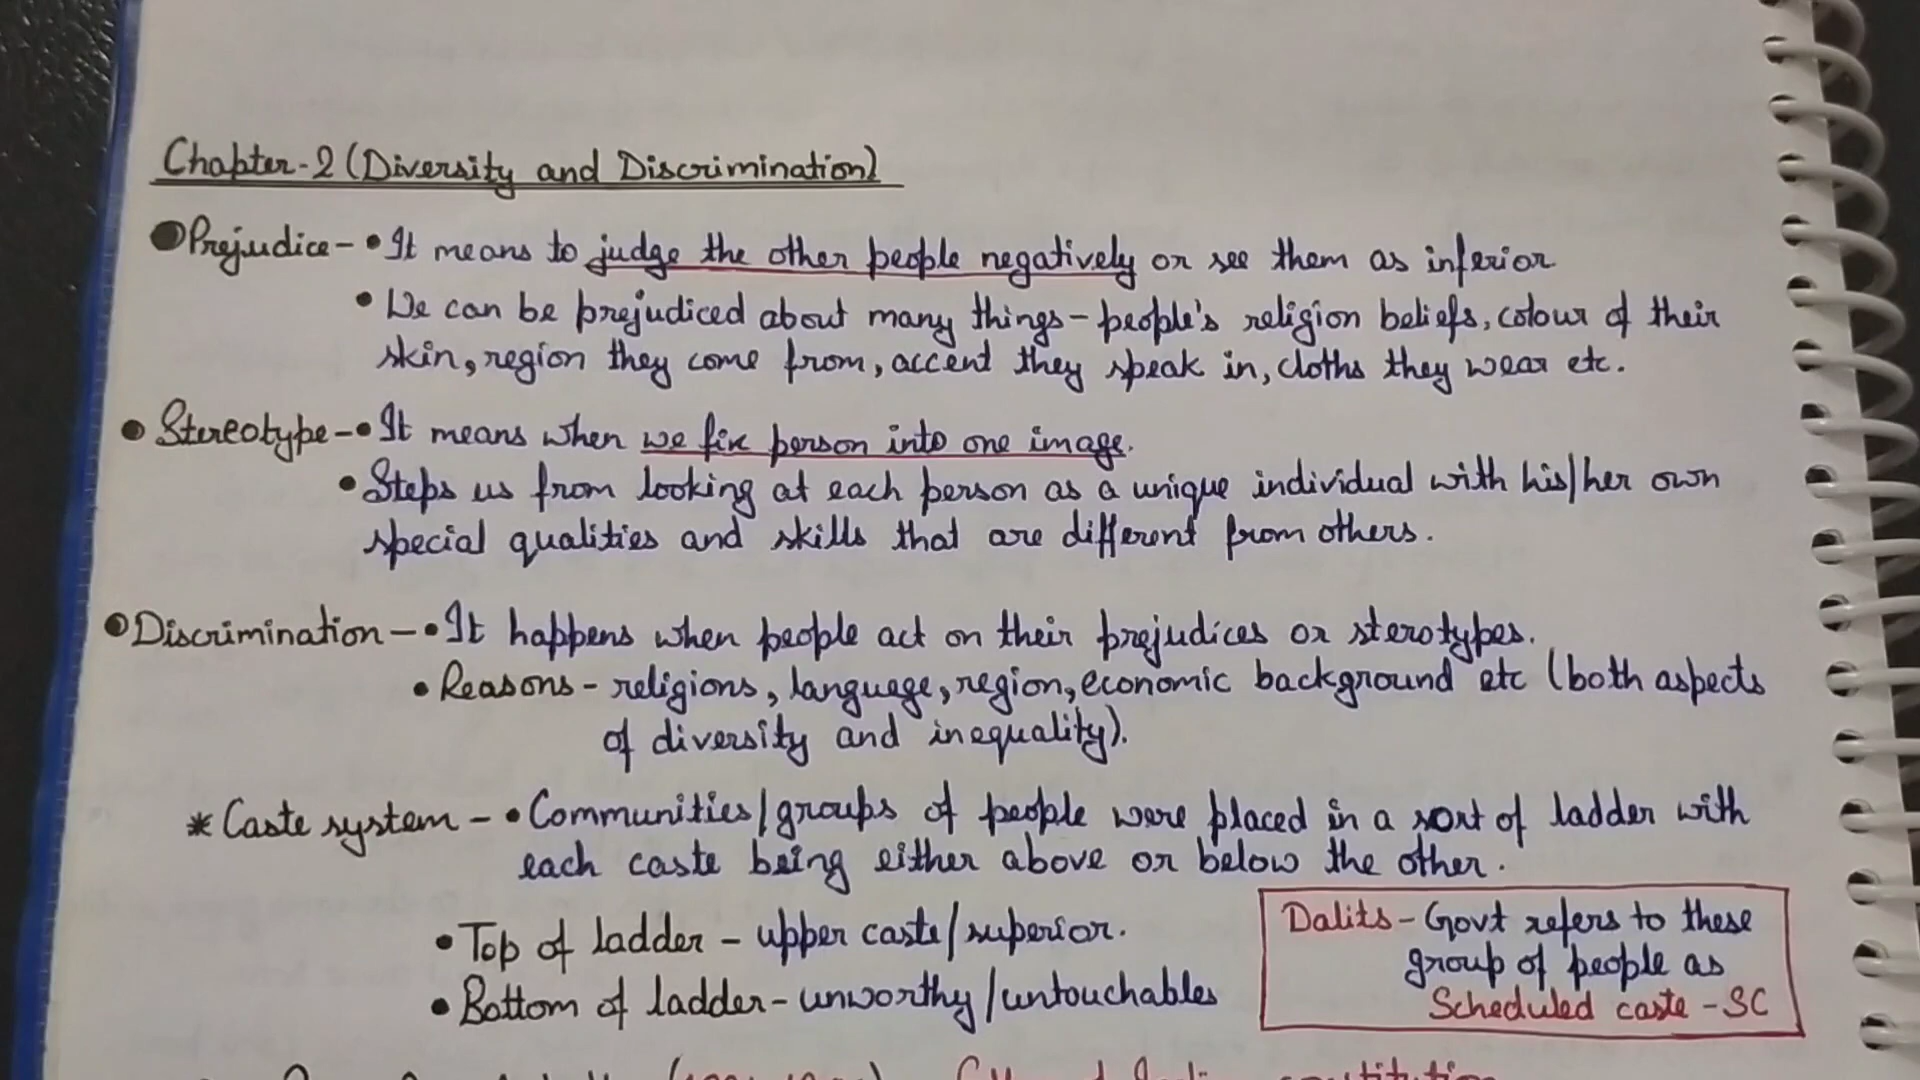 Chapter-2 (Diversity and Discrimination)
● Prejudice - • It means to judge the other people negatively or see them as inferior
• We can be prejudiced about many things - people's religion beliefs, colour of their
skin, region they come from, accent they speak in, cloths they wear etc.
● Stereotype - • It means when we fix person into one image.
• Stops us from looking at each person as a unique individual with his/her own
special qualities and skills that are different from others.
● Discrimination - • It happens when people act on their prejudices or sterotypes.
• Reasons - religions, language, region, economic background etc (both aspects
of diversity and inequality).
* Caste system - • Communities/groups of people were placed in a sort of ladder with
each caste being either above or below the other.
• Top of ladder - upper caste/superior.
• Bottom of ladder - unworthy/untouchables
Dalits - Govt refers to these
group of people as
Scheduled caste - SC